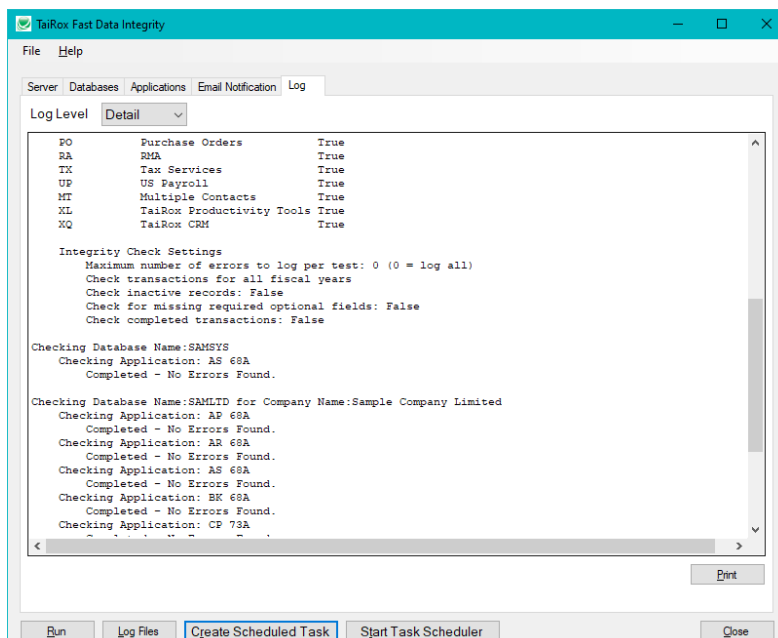 TaiRox Fast Data Integrity
File Help
Server Databases Applications Email Notification Log
Log Level Detail
PO Purchase Orders True
RA RMA True
TX Tax Services True
UP US Payroll True
MT Multiple Contacts True
XL TaiRox Productivity Tools True
XQ TaiRox CRM True
Integrity Check Settings
Maximum number of errors to log per test: 0 (0 = log all)
Check transactions for all fiscal years
Check inactive records: False
Check for missing required optional fields: False
Check completed transactions: False
Checking Database Name:SAMSYS
Checking Application: AS 68A
Completed - No Errors Found.
Checking Database Name:SAMLTD for Company Name:Sample Company Limited
Checking Application: AP 68A
Completed - No Errors Found.
Checking Application: AR 68A
Completed - No Errors Found.
Checking Application: AS 68A
Completed - No Errors Found.
Checking Application: BK 68A
Completed - No Errors Found.
Checking Application: CP 73A
Print
Run Log Files Create Scheduled Task Start Task Scheduler Close